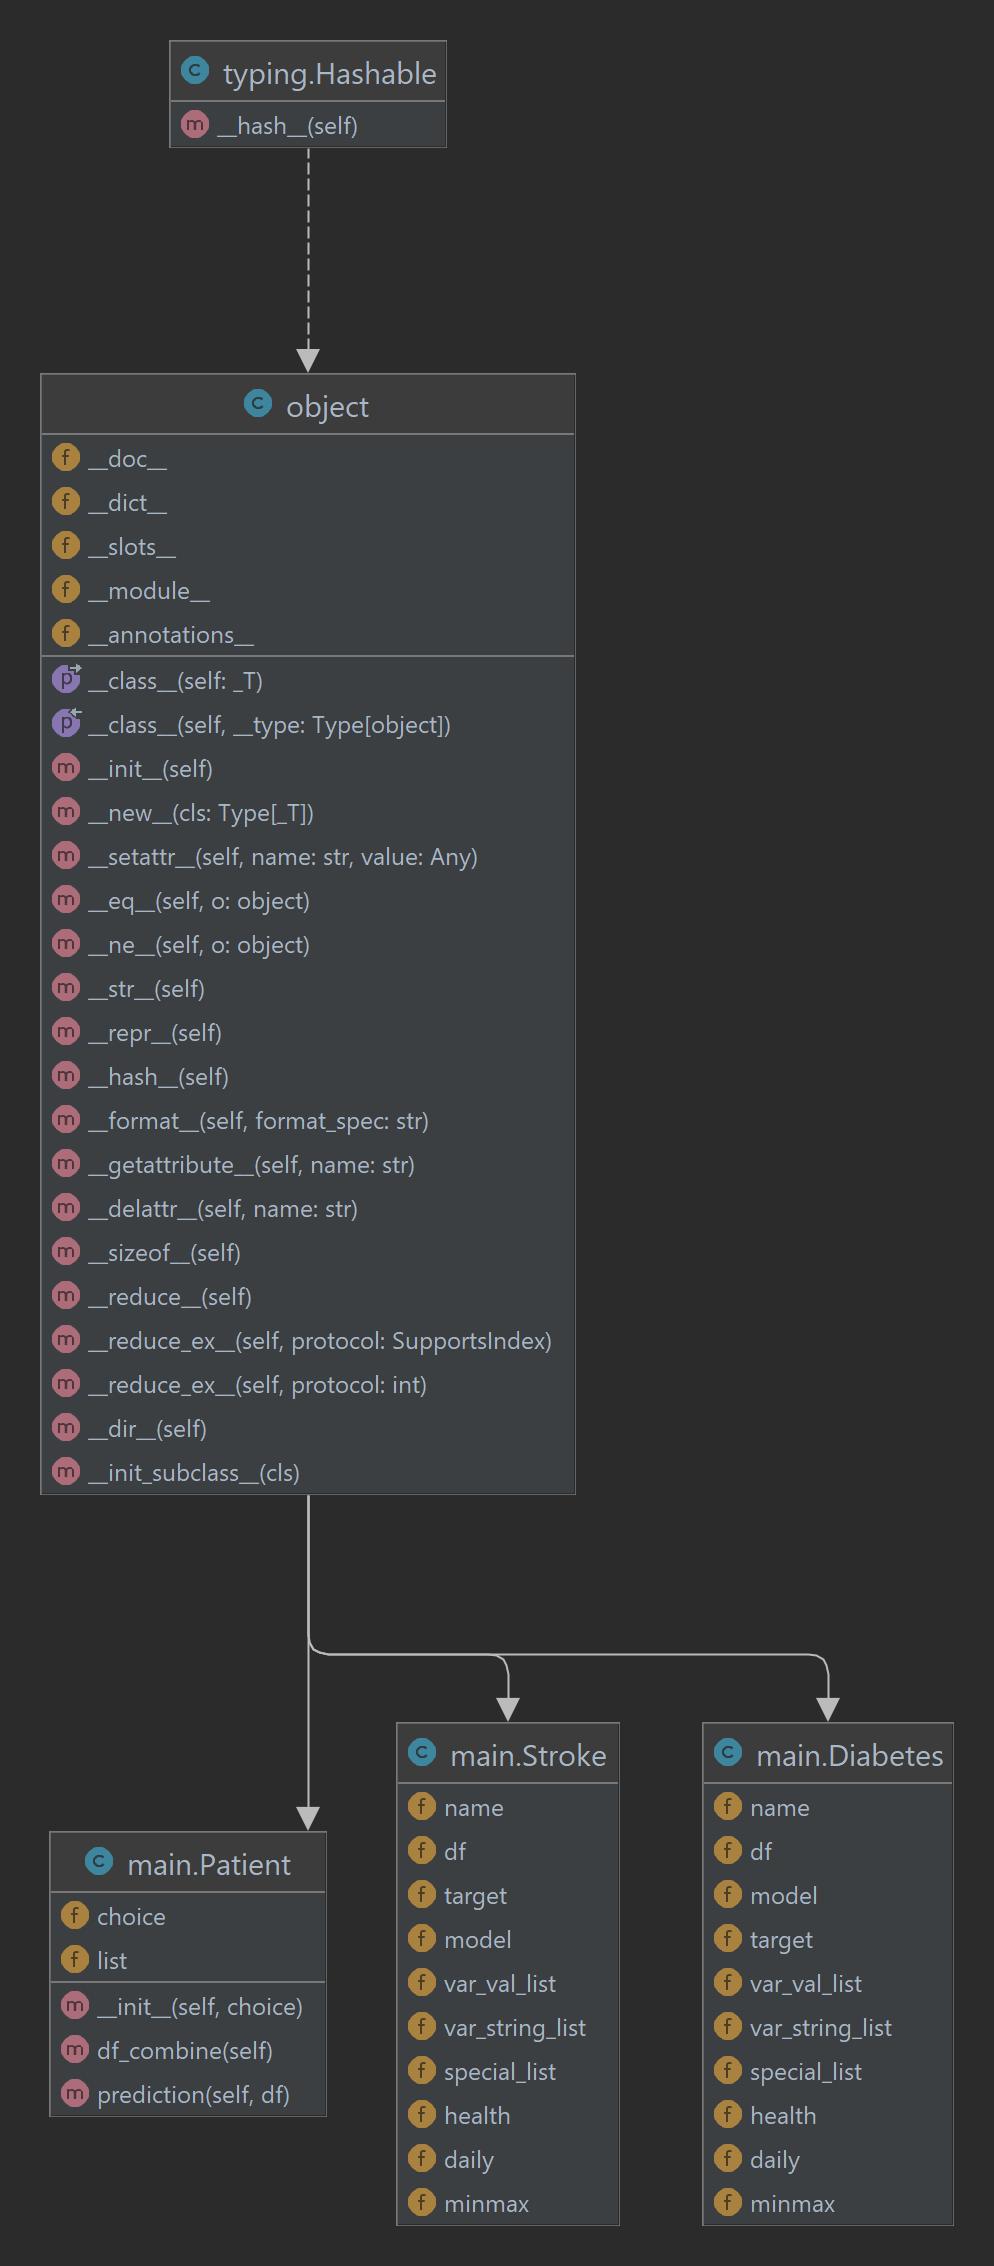 C typing.Hashable
m __hash__(self)
C object
f __doc__
f __dict__
f __slots__
f __module__
f __annotations__
p __class__(self: _T)
p __class__(self, __type: Type[object])
m __init__(self)
m __new__(cls: Type[_T])
m __setattr__(self, name: str, value: Any)
m __eq__(self, o: object)
m __ne__(self, o: object)
m __str__(self)
m __repr__(self)
m __hash__(self)
m __format__(self, format_spec: str)
m __getattribute__(self, name: str)
m __delattr__(self, name: str)
m __sizeof__(self)
m __reduce__(self)
m __reduce_ex__(self, protocol: SupportsIndex)
m __reduce_ex__(self, protocol: int)
m __dir__(self)
m __init_subclass__(cls)
C main.Patient
f choice
f list
m __init__(self, choice)
m df_combine(self)
m prediction(self, df)
C main.Stroke
f name
f df
f target
f model
f var_val_list
f var_string_list
f special_list
f health
f daily
f minmax
C main.Diabetes
f name
f df
f model
f target
f var_val_list
f var_string_list
f special_list
f health
f daily
f minmax